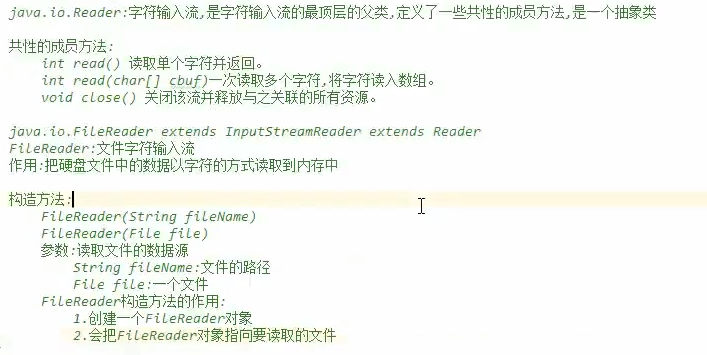 java.io.Reader:字符输入流,是字符输入流的最顶层的父类,定义了一些共性的成员方法,是一个抽象类
共性的成员方法:
int read() 读取单个字符并返回。
int read(char[] cbuf)一次读取多个字符,将字符读入数组。
void close() 关闭该流并释放与之关联的所有资源。
java.io.FileReader extends InputStreamReader extends Reader
FileReader:文件字符输入流
作用:把硬盘文件中的数据以字符的方式读取到内存中
构造方法:
FileReader(String fileName)
FileReader(File file)
参数:读取文件的数据源
String fileName:文件的路径
File file:一个文件
FileReader构造方法的作用:
1.创建一个FileReader对象
2.会把FileReader对象指向要读取的文件